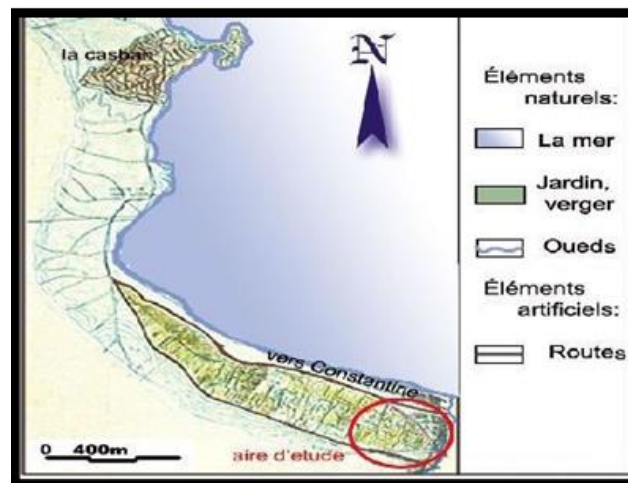 la casbah
N
vers Constantine
0 400m
aire d'etude
Éléments
naturels:
La mer
Jardin,
verger
Oueds
Éléments
artificiels:
Routes